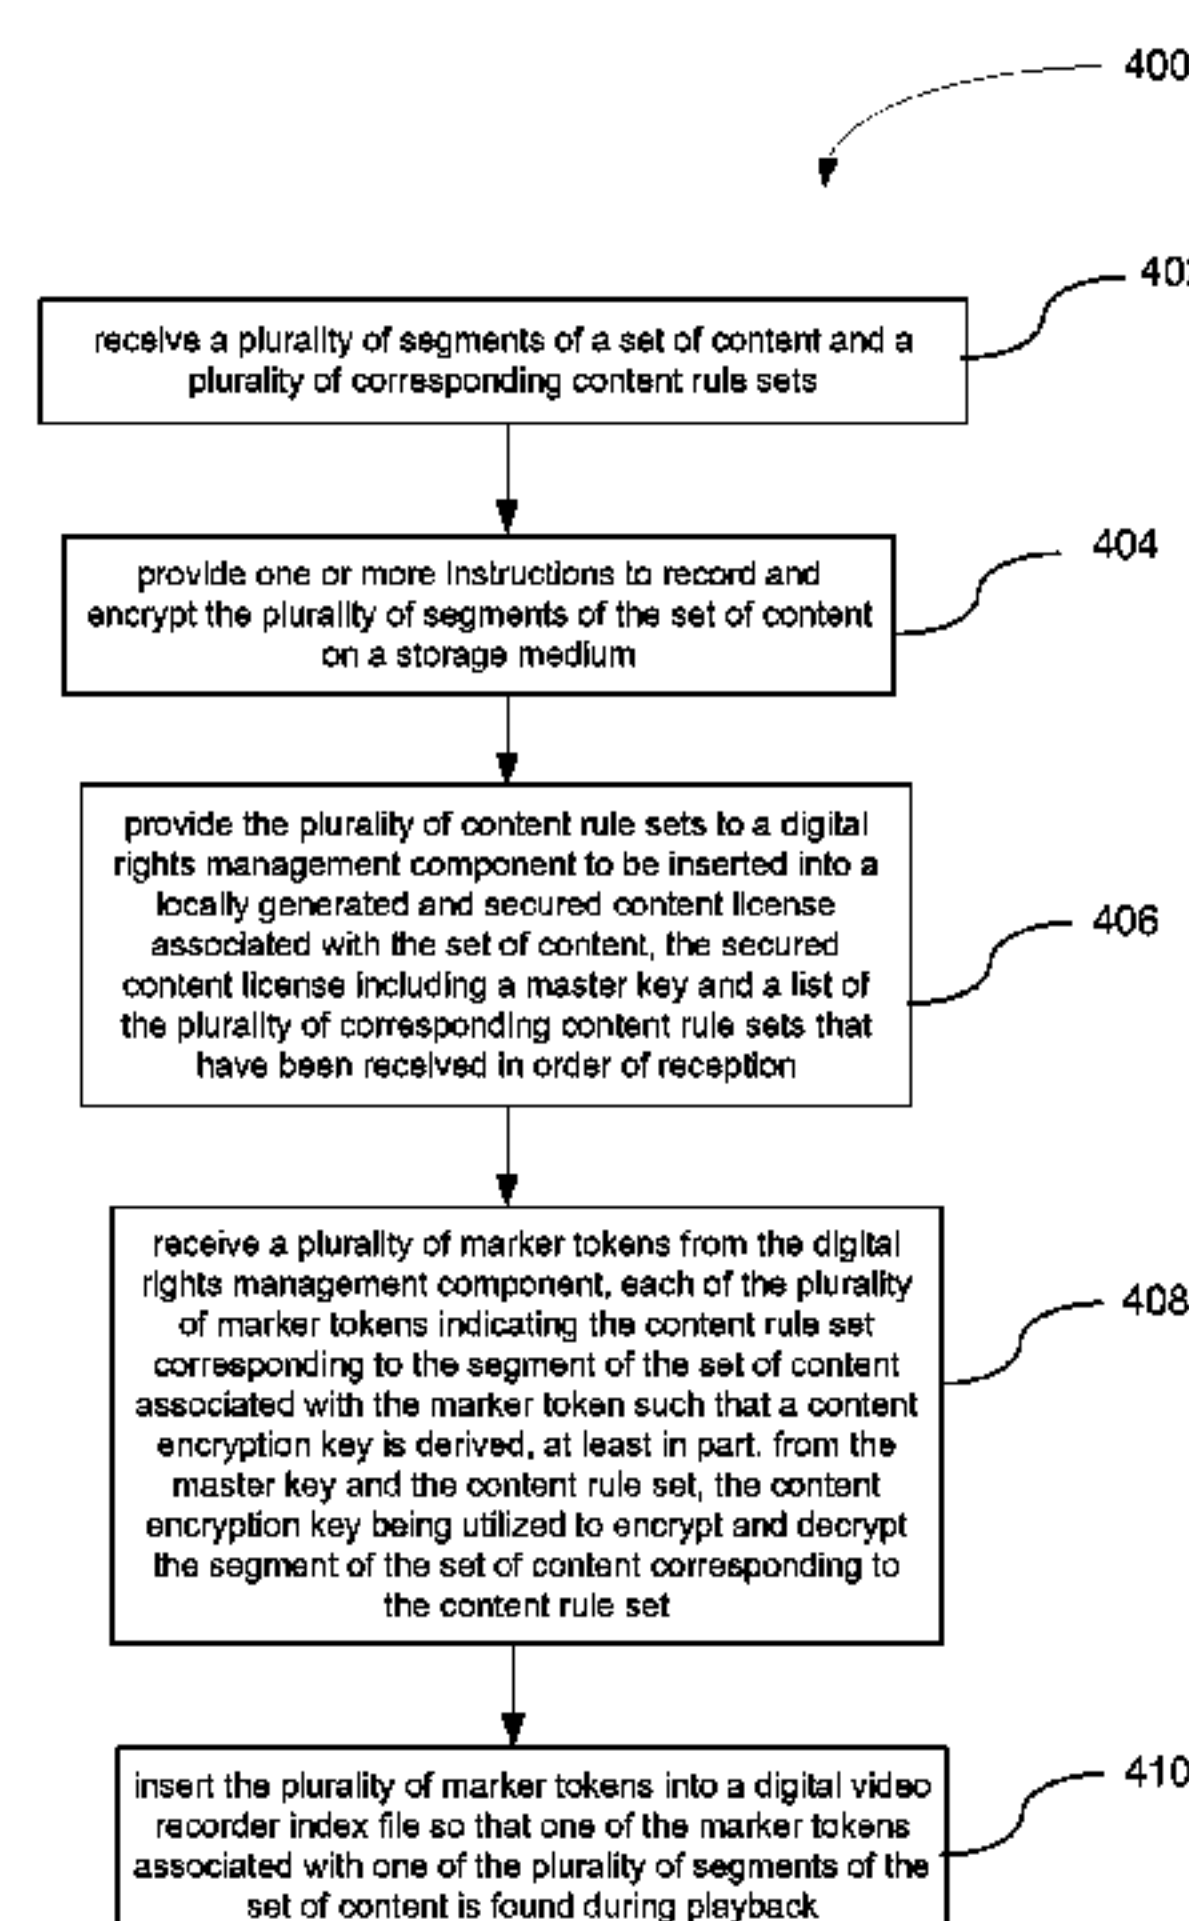 400
receive a plurality of segments of a set of content and a
plurality of corresponding content rule sets
provide one or more instructions to record and
encrypt the plurality of segments of the set of content
on a storage medium
404
provide the plurality of content rule sets to a digital
rights management component to be inserted into a
locally generated and secured content license
associated with the set of content, the secured
content license including a master key and a list of
the plurality of corresponding content rule sets that
have been received in order of reception
406
receive a plurality of marker tokens from the digital
rights management component, each of the plurality
of marker tokens indicating the content rule set
corresponding to the segment of the set of content
associated with the marker token such that a content
encryption key is derived, at least in part. from the
master key and the content rule set, the content
encryption key being utilized to encrypt and decrypt
the segment of the set of content corresponding to
the content rule set
408
insert the plurality of marker tokens into a digital video
recorder index file so that one of the marker tokens
associated with one of the plurality of segments of the
set of content is found during playback
410